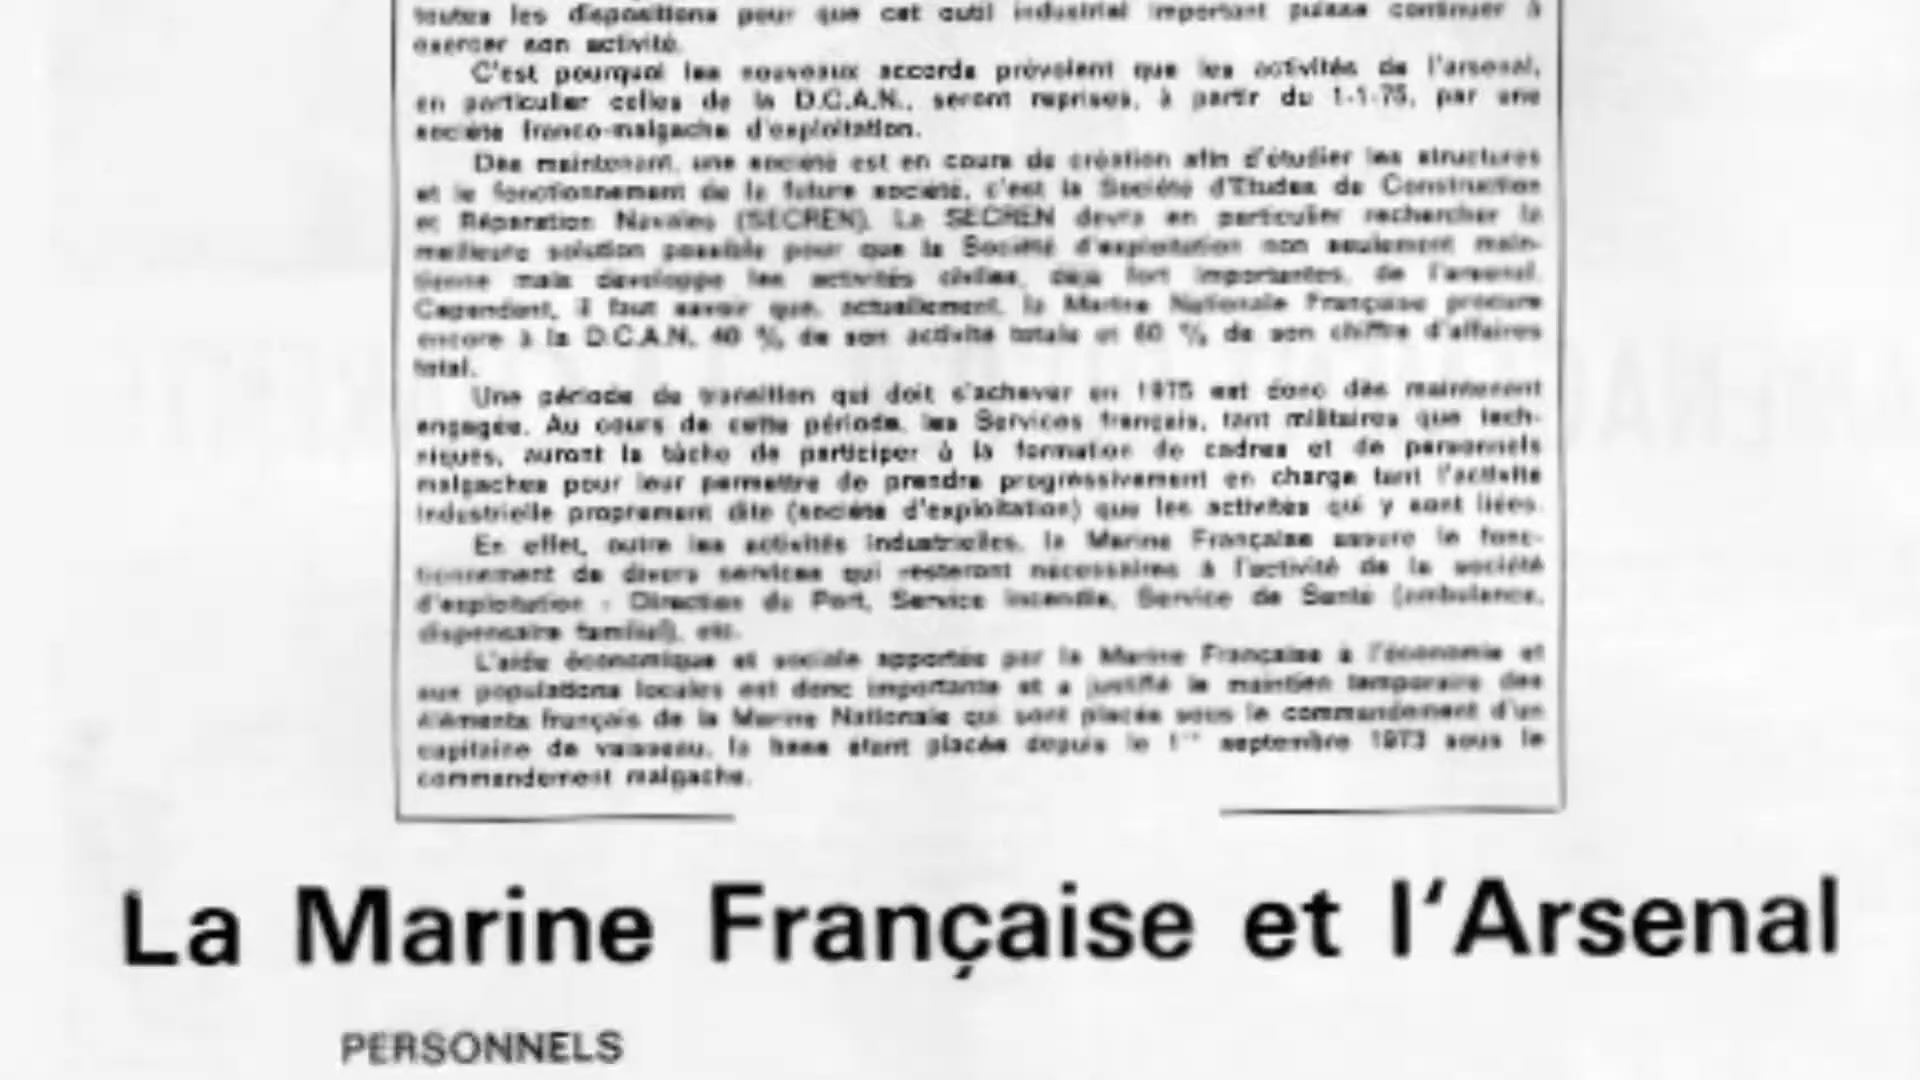 toutes les dispositions pour que cet outil industriel important puisse continuer à
exercer son activité.
C'est pourquoi les nouveaux accords prévoient que les activités de l'arsenal,
en particulier celles de la D.C.A.N., seront reprises, à partir du 1-1-75, par une
société franco-malgache d'exploitation.
Dès maintenant, une société est en cours de création afin d'étudier les structures
et le fonctionnement de la future société, c'est la Société d'Etudes de Construction
et Réparation Navales (SECREN). La SECREN devra en particulier rechercher la
meilleure solution possible pour que la Société d'exploitation non seulement main-
tienne mais développe les activités civiles, déjà fort importantes, de l'arsenal.
Cependant, il faut savoir que, actuellement, la Marine Nationale Française procure
encore à la D.C.A.N. 40 % de son activité totale et 60 % de son chiffre d'affaires
total.
Une période de transition qui doit s'achever en 1975 est donc dès maintenant
engagée. Au cours de cette période, les Services français, tant militaires que tech-
niques, auront la tâche de participer à la formation de cadres et de personnels
malgaches pour leur permettre de prendre progressivement en charge tant l'activité
industrielle proprement dite (société d'exploitation) que les activités qui y sont liées.
En effet, outre les activités industrielles, la Marine Française assure le fonc-
tionnement de divers services qui resteront nécessaires à l'activité de la société
d'exploitation : Direction du Port, Service Incendie, Service de Santé (ambulance,
dispensaire familial), etc.
L'aide économique et sociale apportée par la Marine Française à l'économie et
aux populations locales est donc importante et a justifié le maintien temporaire des
éléments français de la Marine Nationale qui sont placés sous le commandement d'un
capitaine de vaisseau, la base étant placée depuis le 1er septembre 1973 sous le
commandement malgache.
La Marine Française et l'Arsenal
PERSONNELS